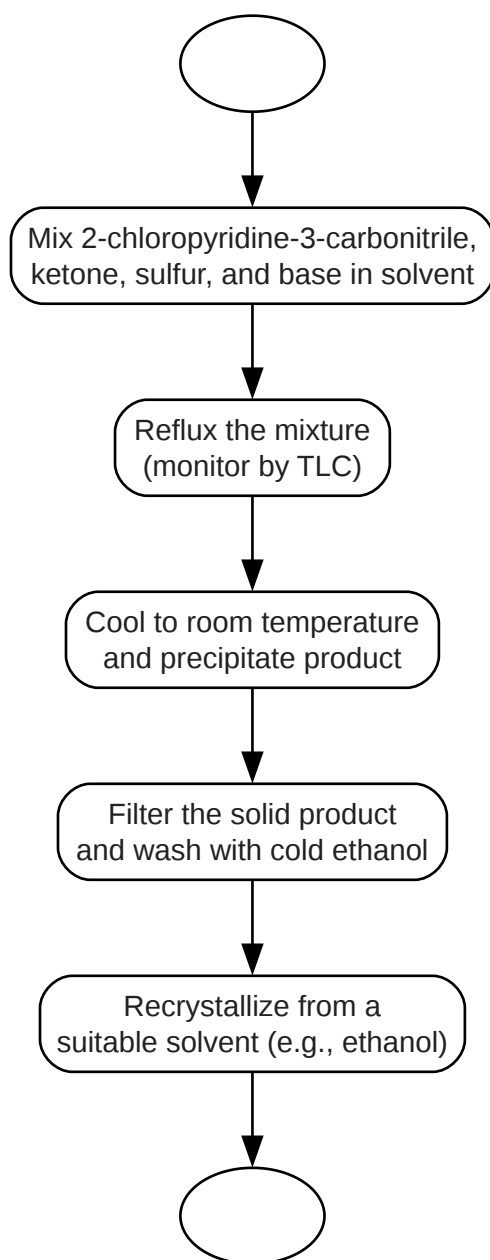 Mix 2-chloropyridine-3-carbonitrile,
ketone, sulfur, and base in solvent
Reflux the mixture
(monitor by TLC)
Cool to room temperature
and precipitate product
Filter the solid product
and wash with cold ethanol
Recrystallize from a
suitable solvent (e.g., ethanol)